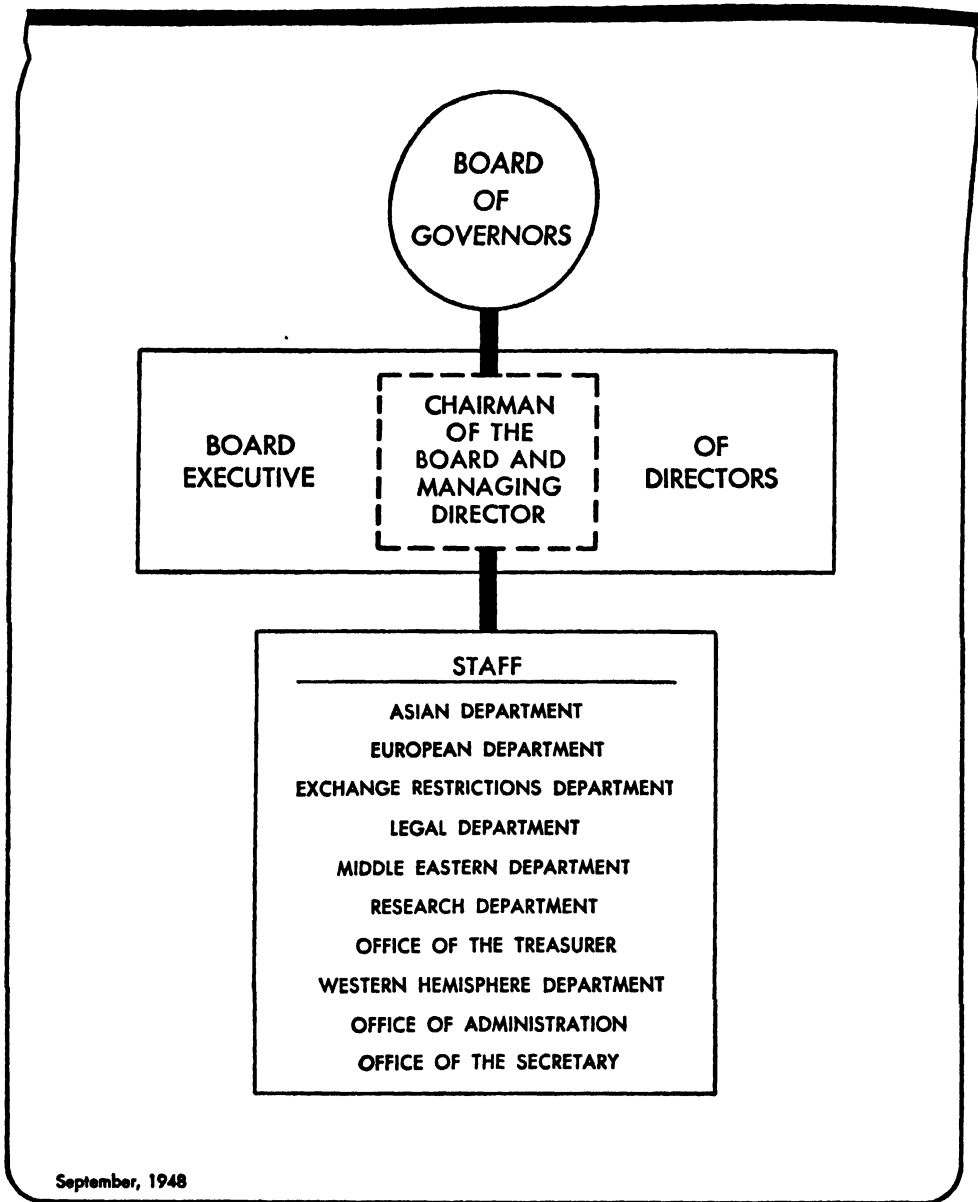 BOARD
OF
GOVERNORS
BOARD
EXECUTIVE
CHAIRMAN
OF THE
BOARD AND
MANAGING
DIRECTOR
OF
DIRECTORS
STAFF
ASIAN DEPARTMENT
EUROPEAN DEPARTMENT
EXCHANGE RESTRICTIONS DEPARTMENT
LEGAL DEPARTMENT
MIDDLE EASTERN DEPARTMENT
RESEARCH DEPARTMENT
OFFICE OF THE TREASURER
WESTERN HEMISPHERE DEPARTMENT
OFFICE OF ADMINISTRATION
OFFICE OF THE SECRETARY
September, 1948